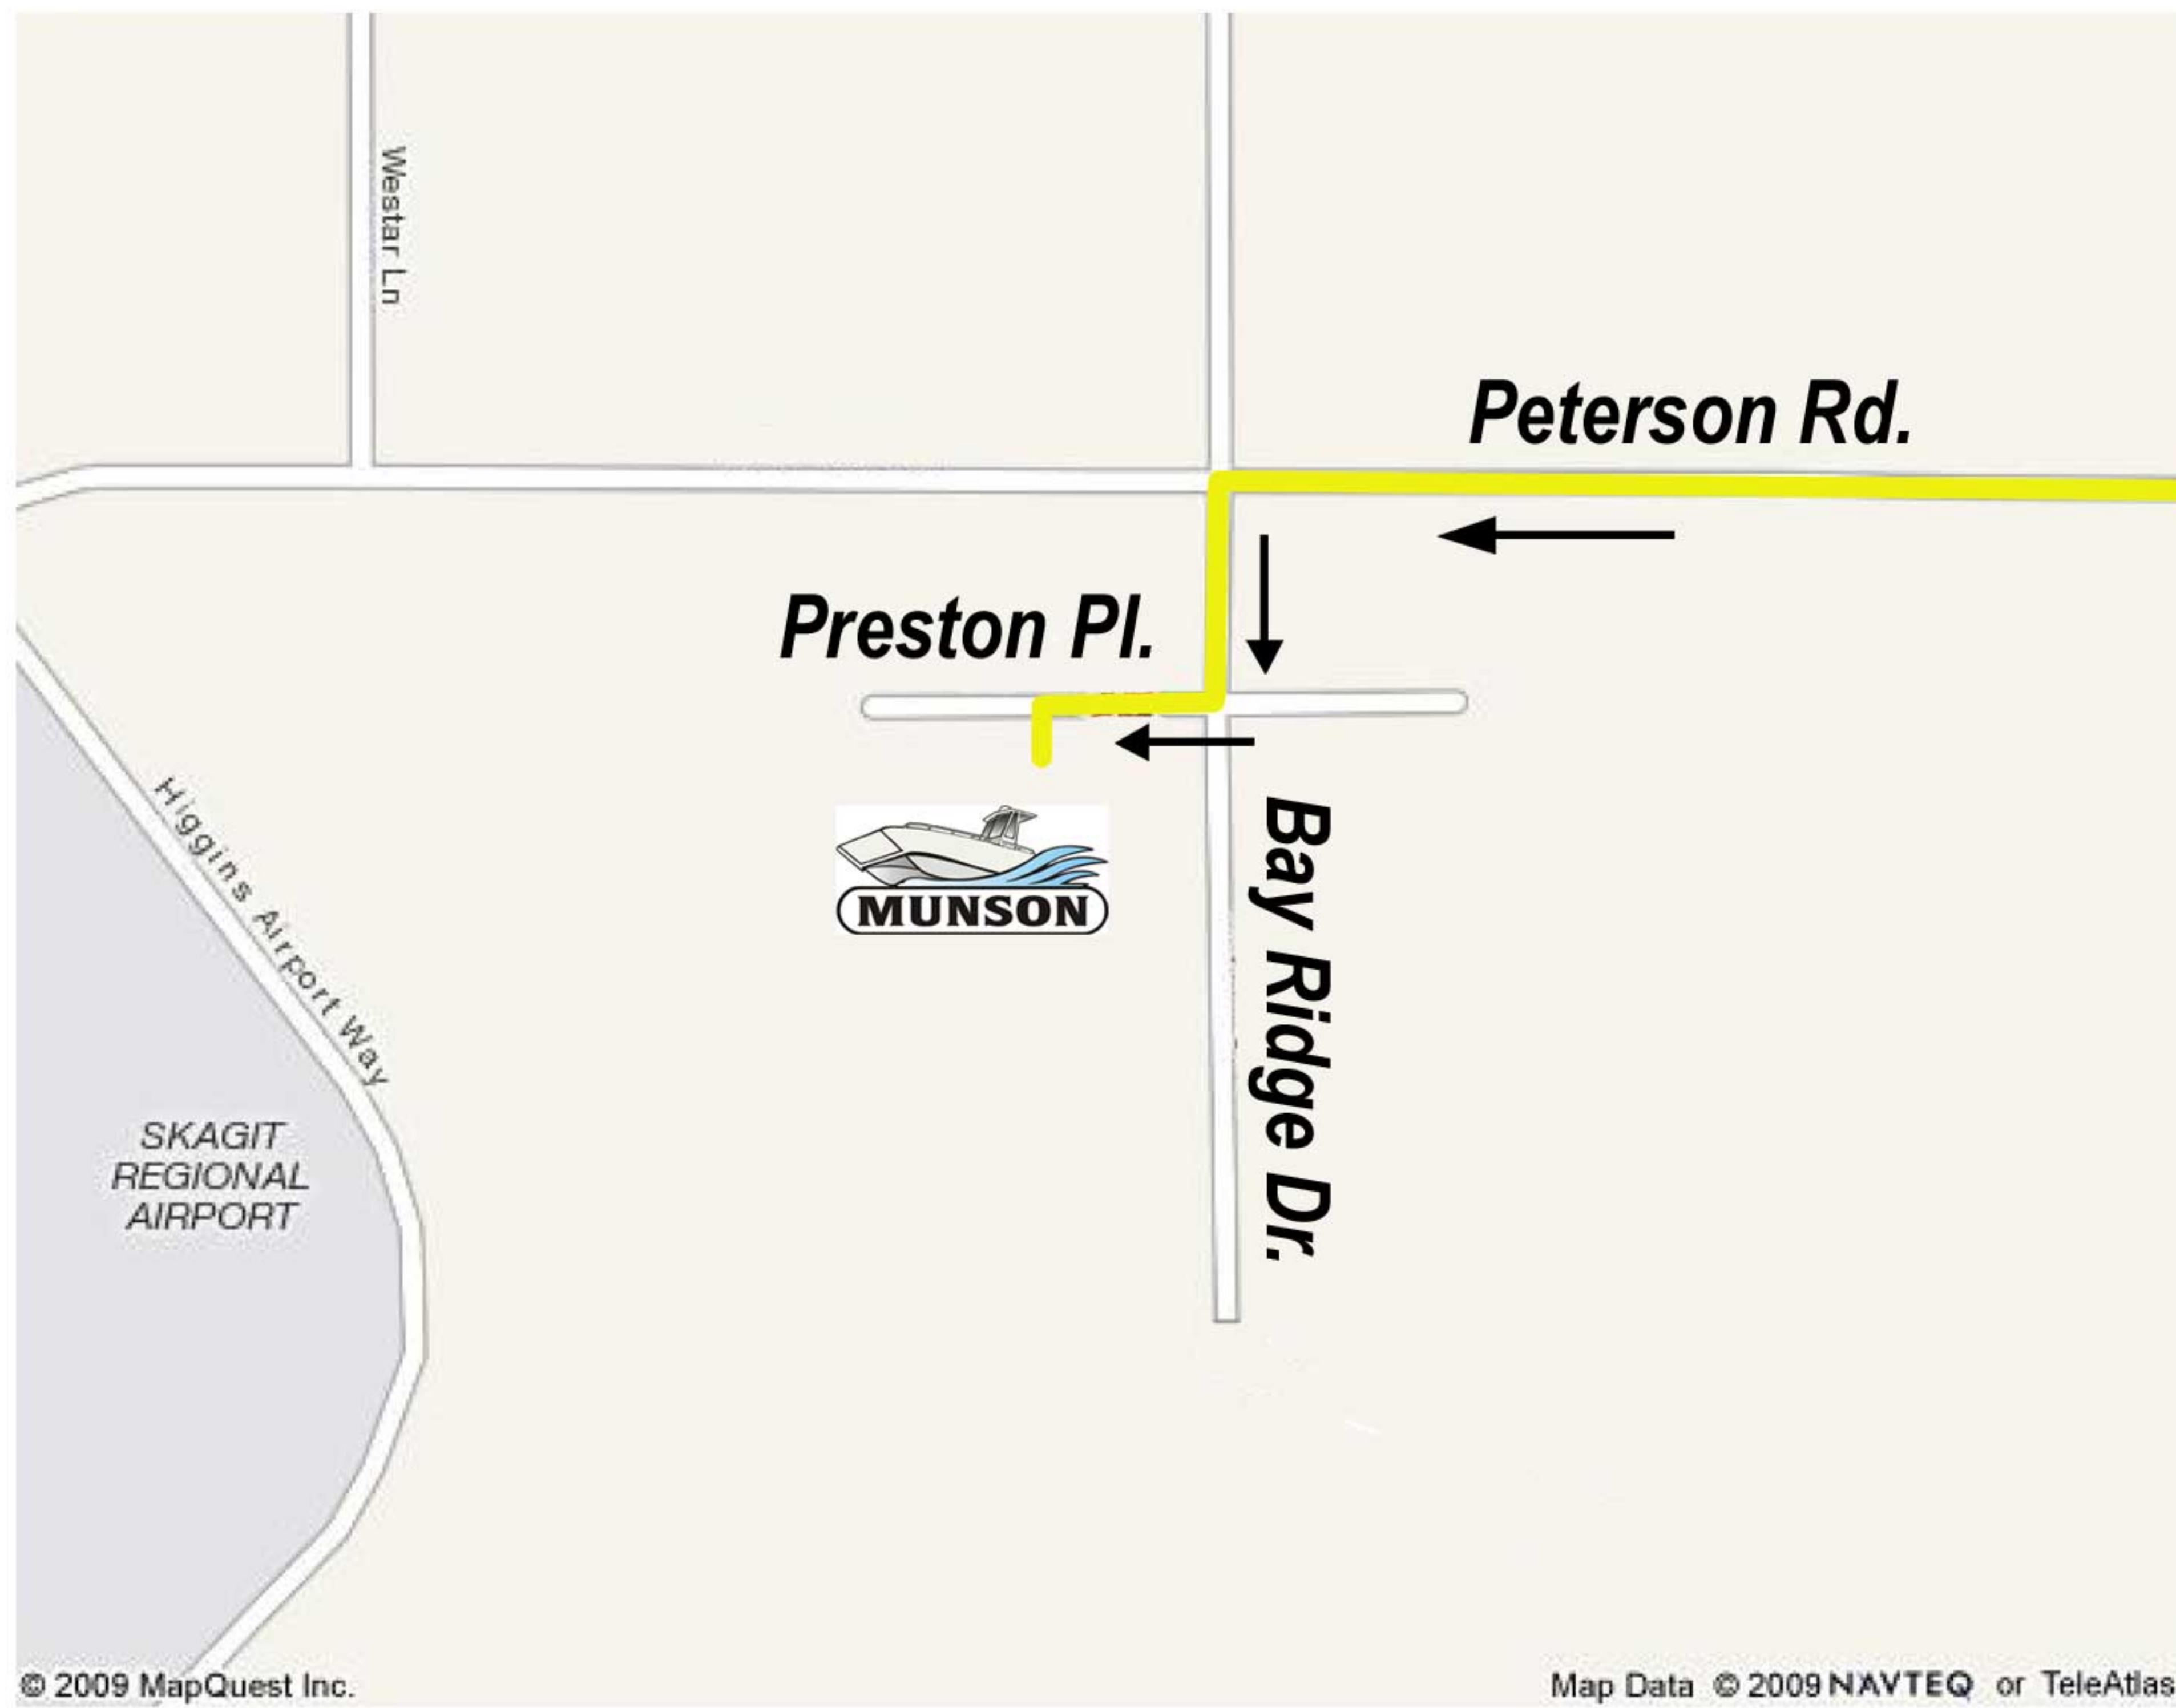 Westar Ln
Peterson Rd.
Preston Pl.
Higgins Airport Way
MUNSON
Bay Ridge Dr.
SKAGIT
REGIONAL
AIRPORT
© 2009 MapQuest Inc.
Map Data © 2009 NAVTEQ or TeleAtlas